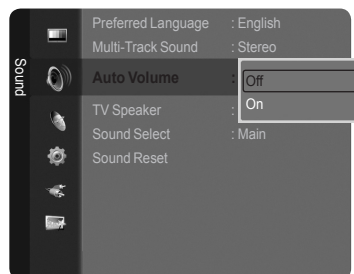 Sound
Preferred Language : English
Multi-Track Sound : Stereo
Auto Volume : Off
On
TV Speaker :
Sound Select : Main
Sound Reset